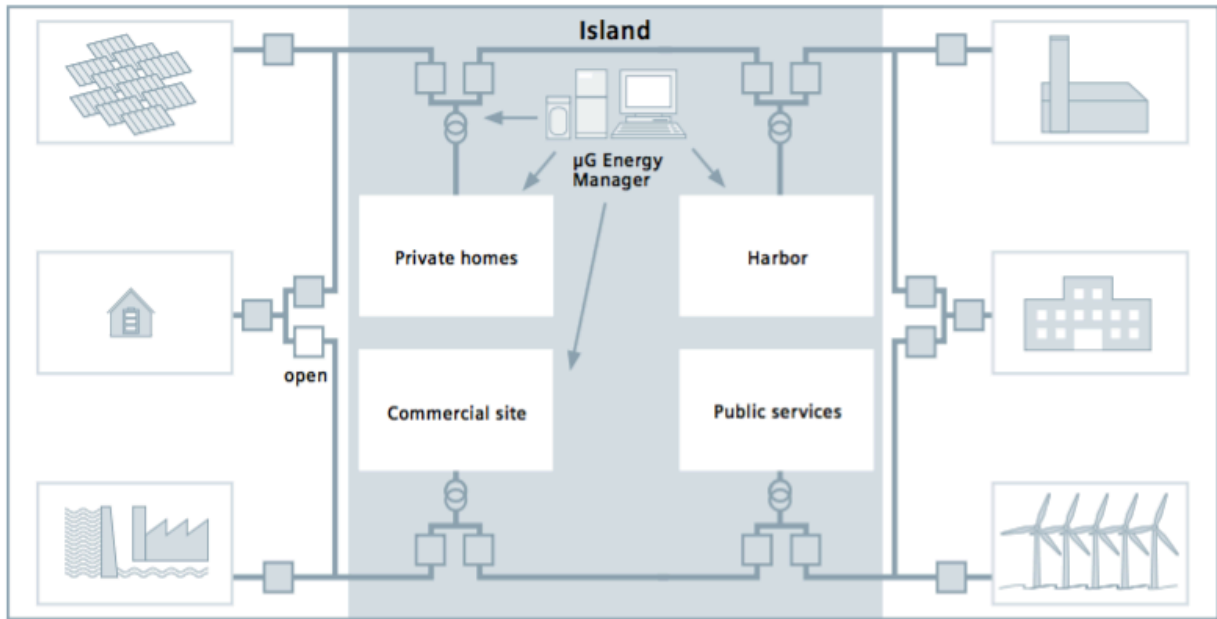 Island
µG Energy
Manager
Private homes
Harbor
open
Commercial site
Public services